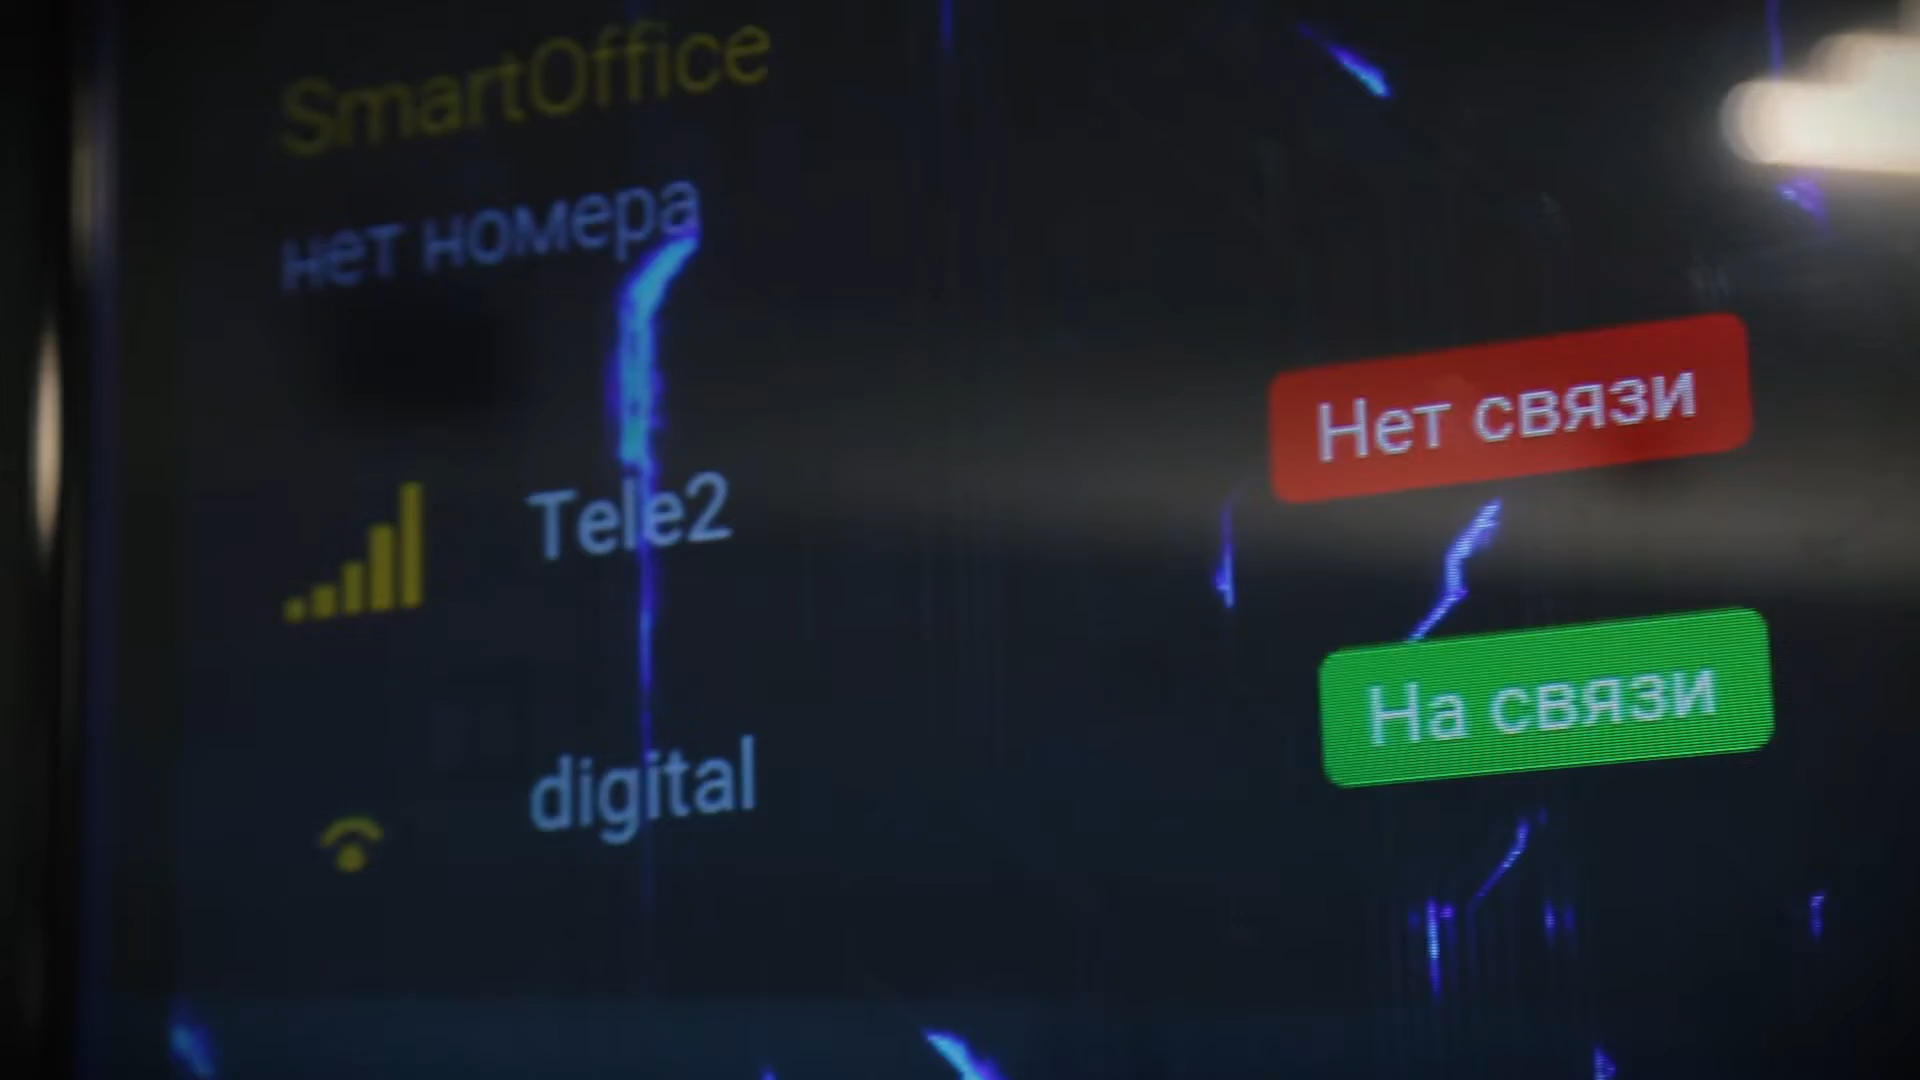 SmartOffice
нет номера
Нет связи
Tele2
На связи
digital